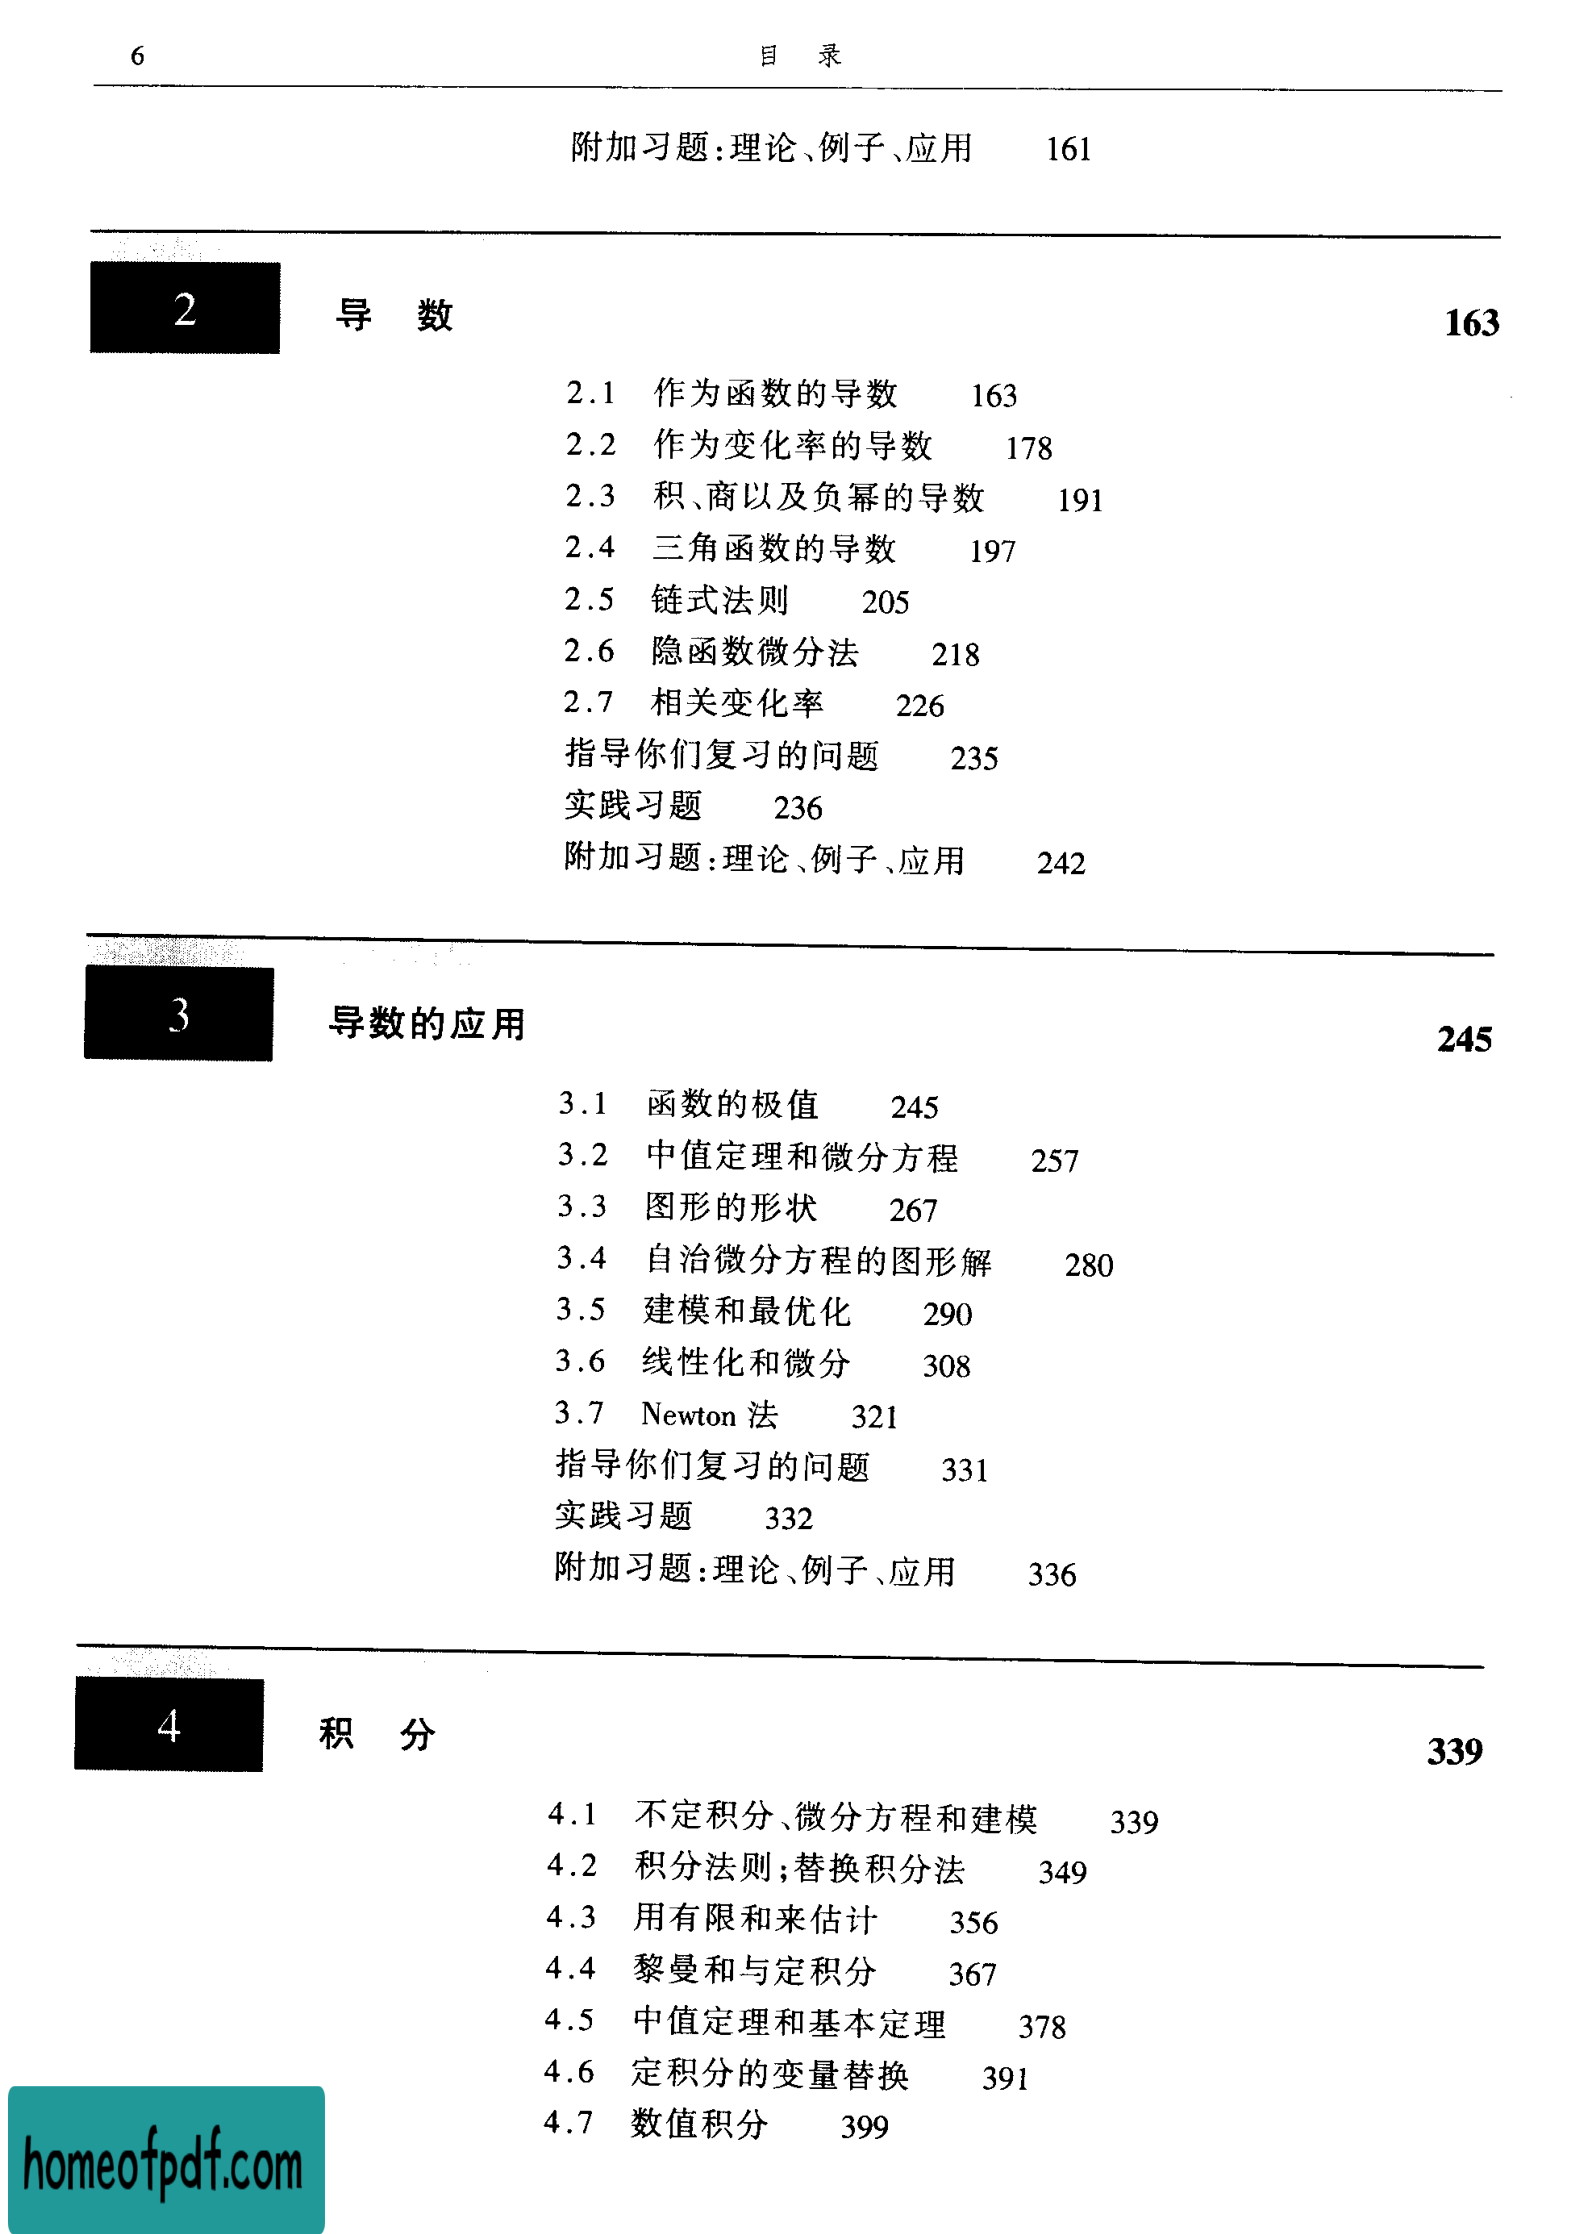 6 目 录
附加习题:理论、例子、应用 161
2 导 数 163
2.1 作为函数的导数 163
2.2 作为变化率的导数 178
2.3 积、商以及负幂的导数 191
2.4 三角函数的导数 197
2.5 链式法则 205
2.6 隐函数微分法 218
2.7 相关变化率 226
指导你们复习的问题 235
实践习题 236
附加习题:理论、例子、应用 242
3 导数的应用 245
3.1 函数的极值 245
3.2 中值定理和微分方程 257
3.3 图形的形状 267
3.4 自治微分方程的图形解 280
3.5 建模和最优化 290
3.6 线性化和微分 308
3.7 Newton 法 321
指导你们复习的问题 331
实践习题 332
附加习题:理论、例子、应用 336
4 积 分 339
4.1 不定积分、微分方程和建模 339
4.2 积分法则;替换积分法 349
4.3 用有限和来估计 356
4.4 黎曼和与定积分 367
4.5 中值定理和基本定理 378
4.6 定积分的变量替换 391
4.7 数值积分 399
homeofpdf.com